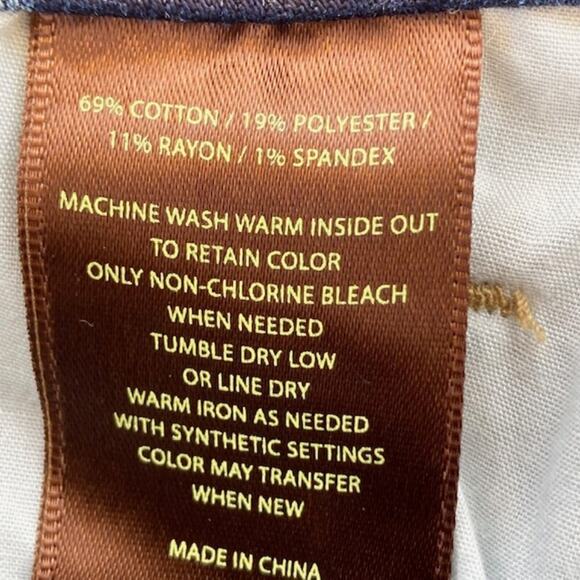 69% COTTON / 19% POLYESTER /
11% RAYON / 1% SPANDEX
MACHINE WASH WARM INSIDE OUT
TO RETAIN COLOR
ONLY NON-CHLORINE BLEACH
WHEN NEEDED
TUMBLE DRY LOW
OR LINE DRY
WARM IRON AS NEEDED
WITH SYNTHETIC SETTINGS
COLOR MAY TRANSFER
WHEN NEW
MADE IN CHINA